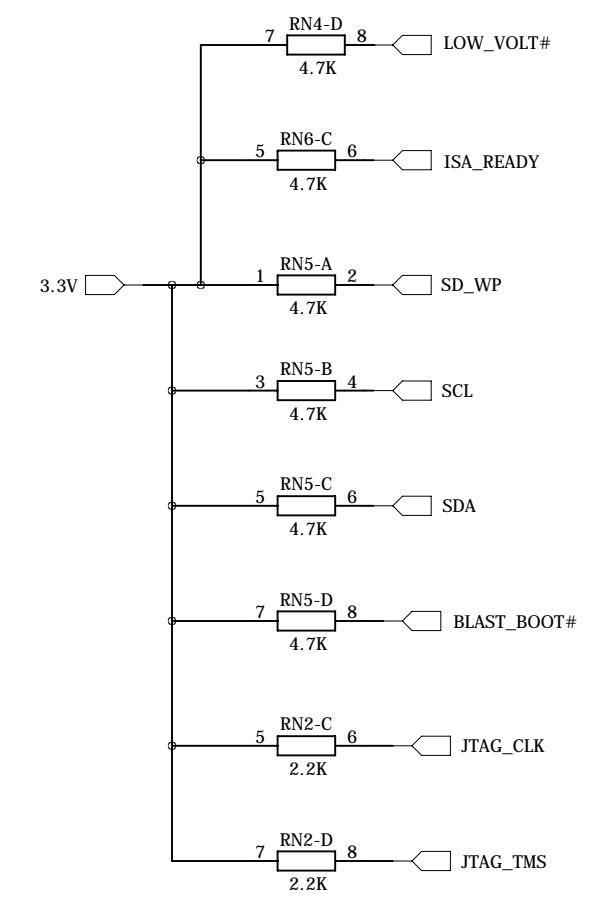 RN4-D
7 8 LOW_VOLT#
4.7K
RN6-C
5 6 ISA_READY
4.7K
RN5-A
3.3V 1 2 SD_WP
4.7K
RN5-B
3 4 SCL
4.7K
RN5-C
5 6 SDA
4.7K
RN5-D
7 8 BLAST_BOOT#
4.7K
RN2-C
5 6 JTAG_CLK
2.2K
RN2-D
7 8 JTAG_TMS
2.2K